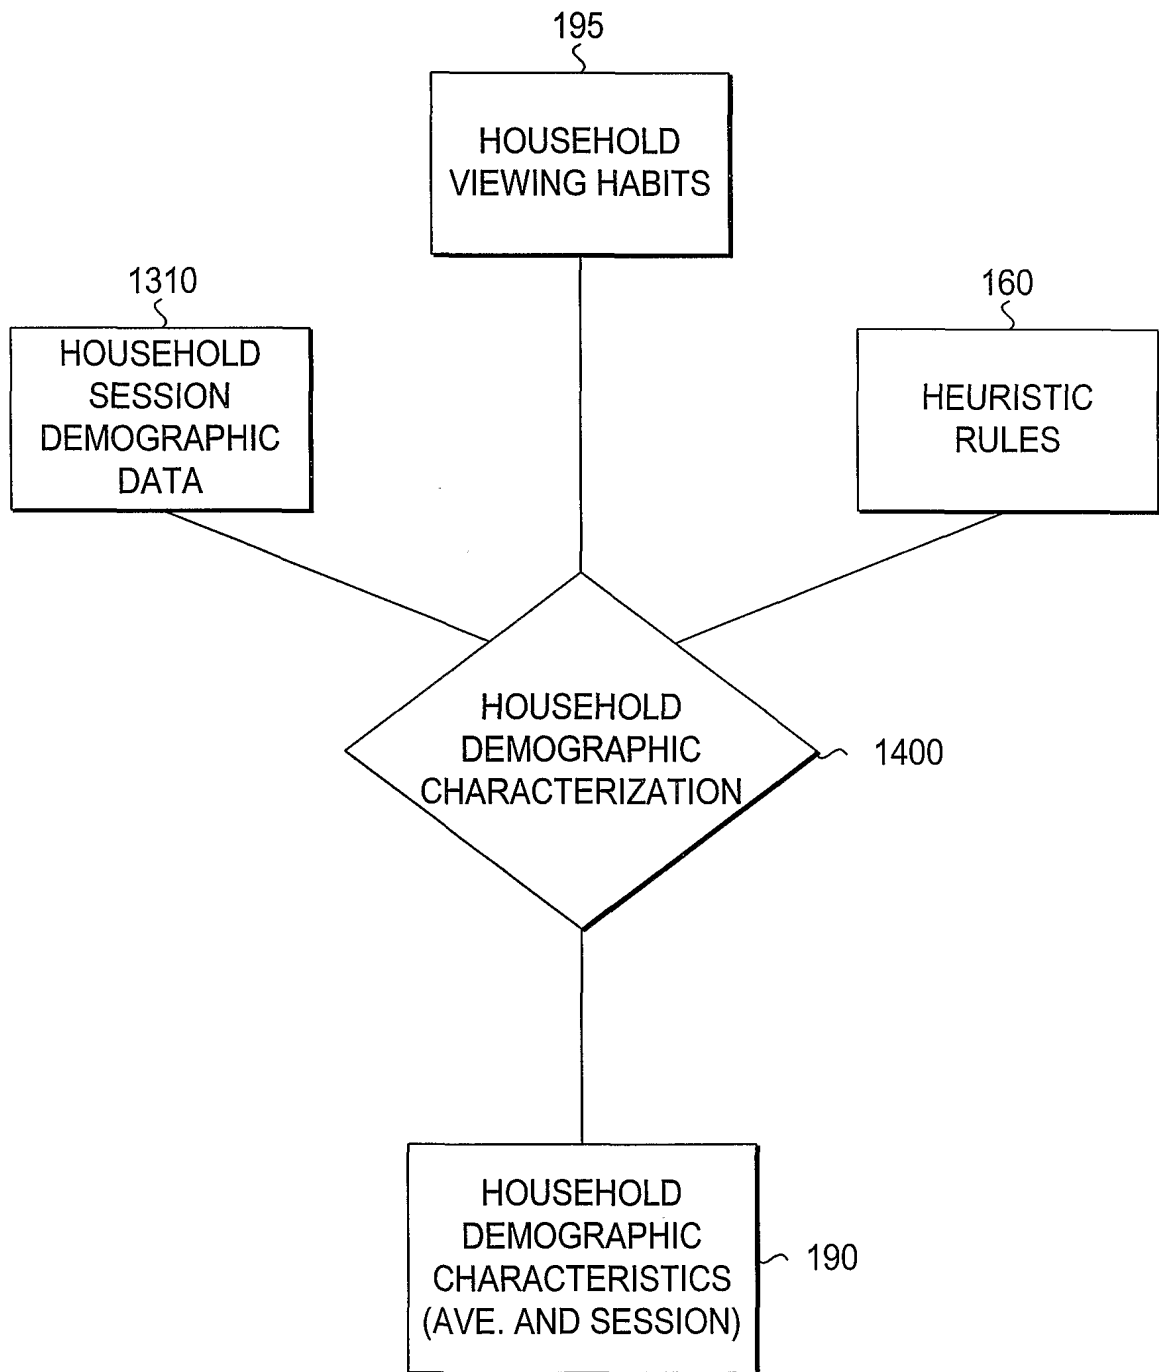 195
HOUSEHOLD
VIEWING HABITS
1310
HOUSEHOLD
SESSION
DEMOGRAPHIC
DATA
160
HEURISTIC
RULES
HOUSEHOLD
DEMOGRAPHIC
CHARACTERIZATION
1400
HOUSEHOLD
DEMOGRAPHIC
CHARACTERISTICS
(AVE. AND SESSION)
190